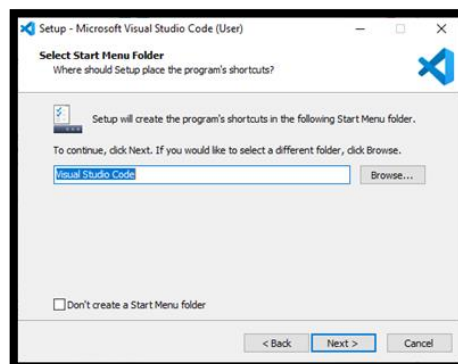 Setup - Microsoft Visual Studio Code (User)
Select Start Menu Folder
Where should Setup place the program's shortcuts?
Setup will create the program's shortcuts in the following Start Menu folder.
To continue, click Next. If you would like to select a different folder, click Browse.
Visual Studio Code
Browse...
Don't create a Start Menu folder
< Back
Next >
Cancel